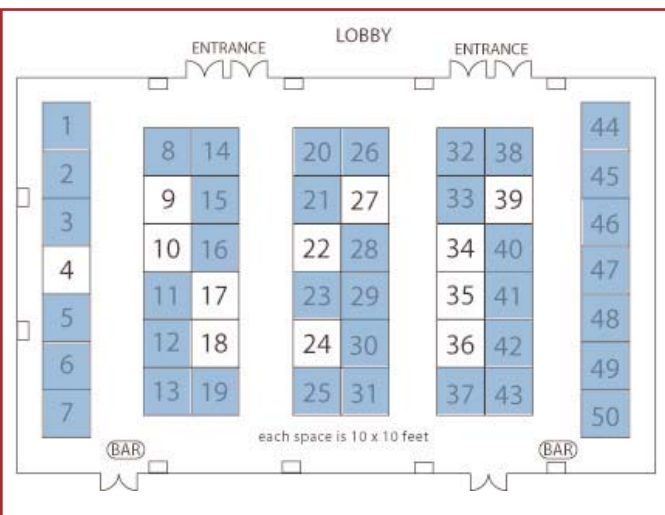 LOBBY
ENTRANCE ENTRANCE
1 44
8 14 20 26 32 38
2 45
9 15 21 27 33 39
3 46
10 16 22 28 34 40
4 47
11 17 23 29 35 41
5 48
12 18 24 30 36 42
6 49
13 19 25 31 37 43
7 50
each space is 10 x 10 feet
BAR BAR